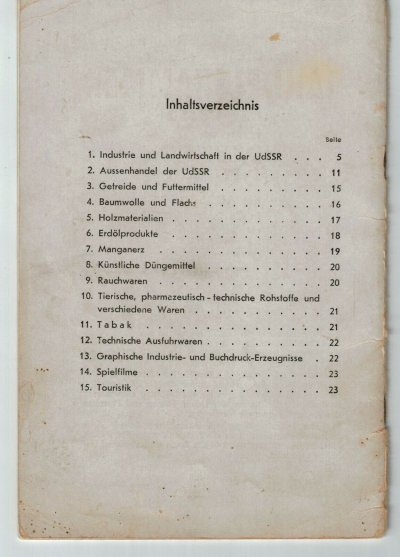 Inhaltsverzeichnis
Seite
1. Industrie und Landwirtschaft in der UdSSR . . . 5
2. Aussenhandel der UdSSR . . . . . . . . . 11
3. Getreide und Futtermittel . . . . . . . . . 15
4. Baumwolle und Flachs . . . . . . . . . . 16
5. Holzmaterialien . . . . . . . . . . . . 17
6. Erdölprodukte . . . . . . . . . . . . 18
7. Manganerz . . . . . . . . . . . . . 19
8. Künstliche Düngemittel . . . . . . . . . . 20
9. Rauchwaren . . . . . . . . . . . . . 20
10. Tierische, pharmazeutisch-technische Rohstoffe und
verschiedene Waren . . . . . . . . . . . 21
11. Tabak . . . . . . . . . . . . . . 21
12. Technische Ausfuhrwaren . . . . . . . . . 22
13. Graphische Industrie- und Buchdruck-Erzeugnisse . 22
14. Spielfilme . . . . . . . . . . . . . 23
15. Touristik . . . . . . . . . . . . . 23